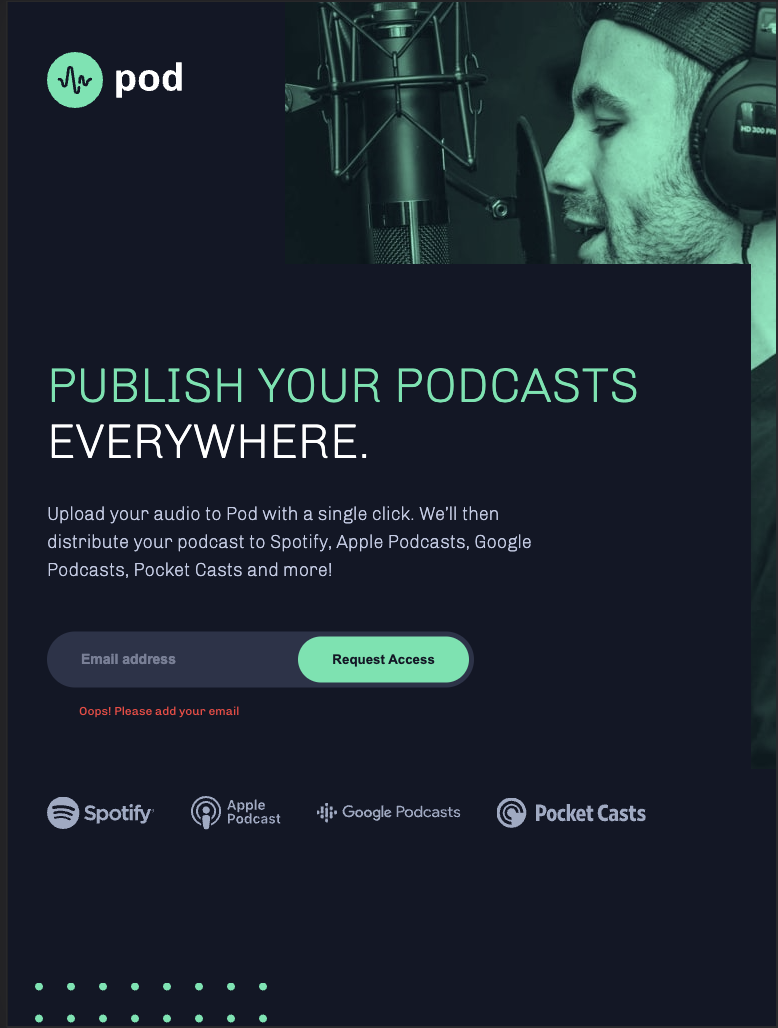 pod
HD 300 PR
PUBLISH YOUR PODCASTS
EVERYWHERE.
Upload your audio to Pod with a single click. We’ll then
distribute your podcast to Spotify, Apple Podcasts, Google
Podcasts, Pocket Casts and more!
Email address
Request Access
Oops! Please add your email
Spotify
Apple
Podcast
Google Podcasts
Pocket Casts